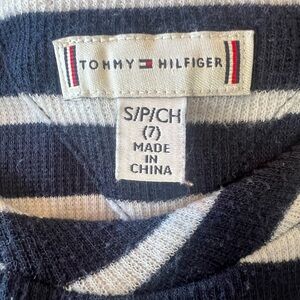 TOMMY HILFIGER
S/P/CH
(7)
MADE
IN
CHINA